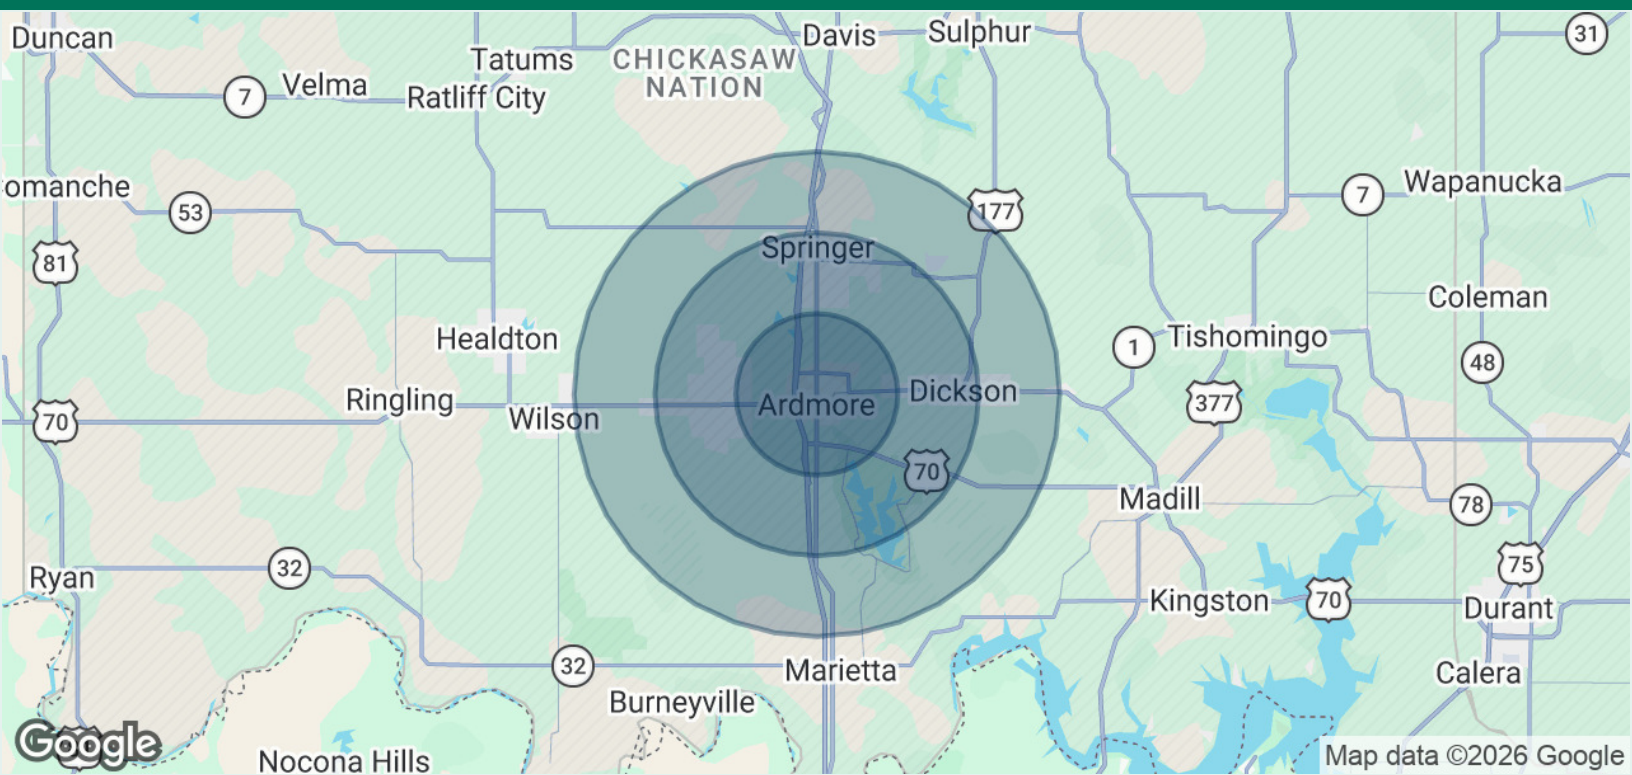 Duncan
Tatums
CHICKASAW
NATION
Davis
Sulphur
31
7
Velma
Ratliff City
omanche
53
177
7
Wapanucka
81
Springer
Coleman
Healdton
1
Tishomingo
48
Ringling
Wilson
Ardmore
Dickson
377
70
70
Madill
78
Ryan
32
75
Kingston
70
Durant
32
Marietta
Calera
Burneyville
Google
Nocona Hills
Map data ©2026 Google